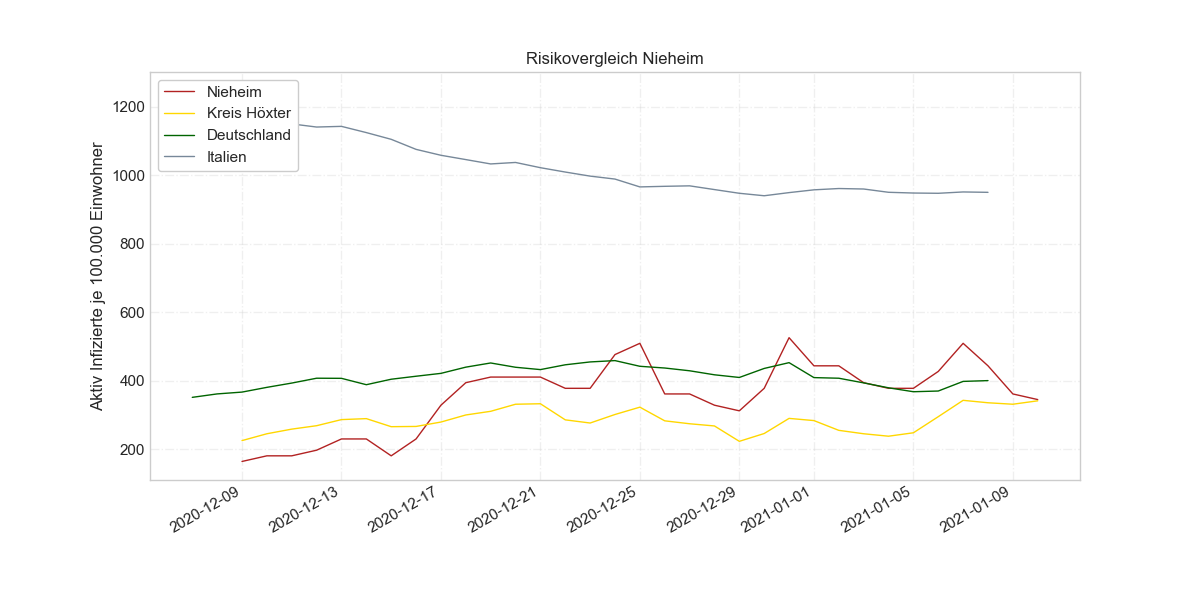 Risikovergleich Nieheim
Nieheim
Kreis Höxter
Deutschland
Italien
Aktiv Infizierte je 100.000 Einwohner
1200
1000
800
600
400
200
2020-12-09
2020-12-13
2020-12-17
2020-12-21
2020-12-25
2020-12-29
2021-01-01
2021-01-05
2021-01-09